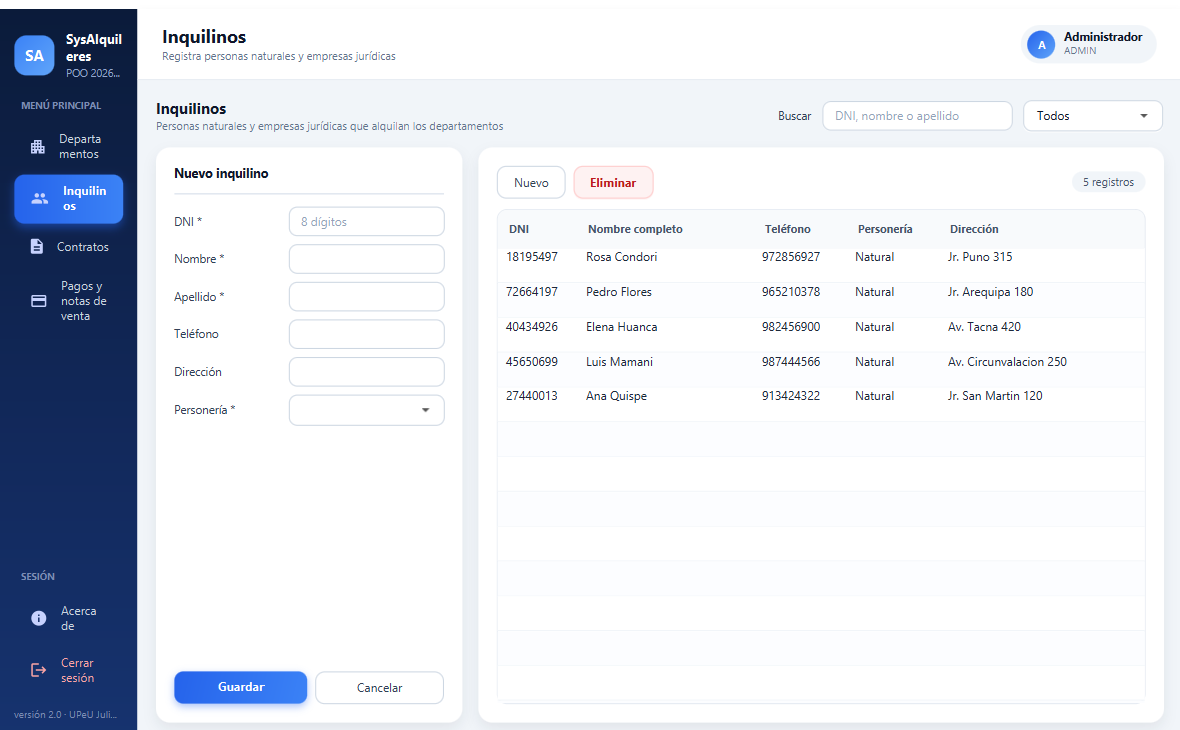 SA
SysAlquil
eres
POO 2026...
MENÚ PRINCIPAL
Departa
mentos
Inquilin
os
Contratos
Pagos y
notas de
venta
SESIÓN
i
Acerca
de
Cerrar
sesión
versión 2.0 · UPeU Juli...
Inquilinos
Registra personas naturales y empresas jurídicas
A
Administrador
ADMIN
Inquilinos
Personas naturales y empresas jurídicas que alquilan los departamentos
Buscar DNI, nombre o apellido Todos
Nuevo inquilino
DNI * 8 dígitos
Nombre *
Apellido *
Teléfono
Dirección
Personería *
Guardar Cancelar
Nuevo Eliminar 5 registros
DNI Nombre completo Teléfono Personería Dirección
18195497 Rosa Condori 972856927 Natural Jr. Puno 315
72664197 Pedro Flores 965210378 Natural Jr. Arequipa 180
40434926 Elena Huanca 982456900 Natural Av. Tacna 420
45650699 Luis Mamani 987444566 Natural Av. Circunvalacion 250
27440013 Ana Quispe 913424322 Natural Jr. San Martin 120